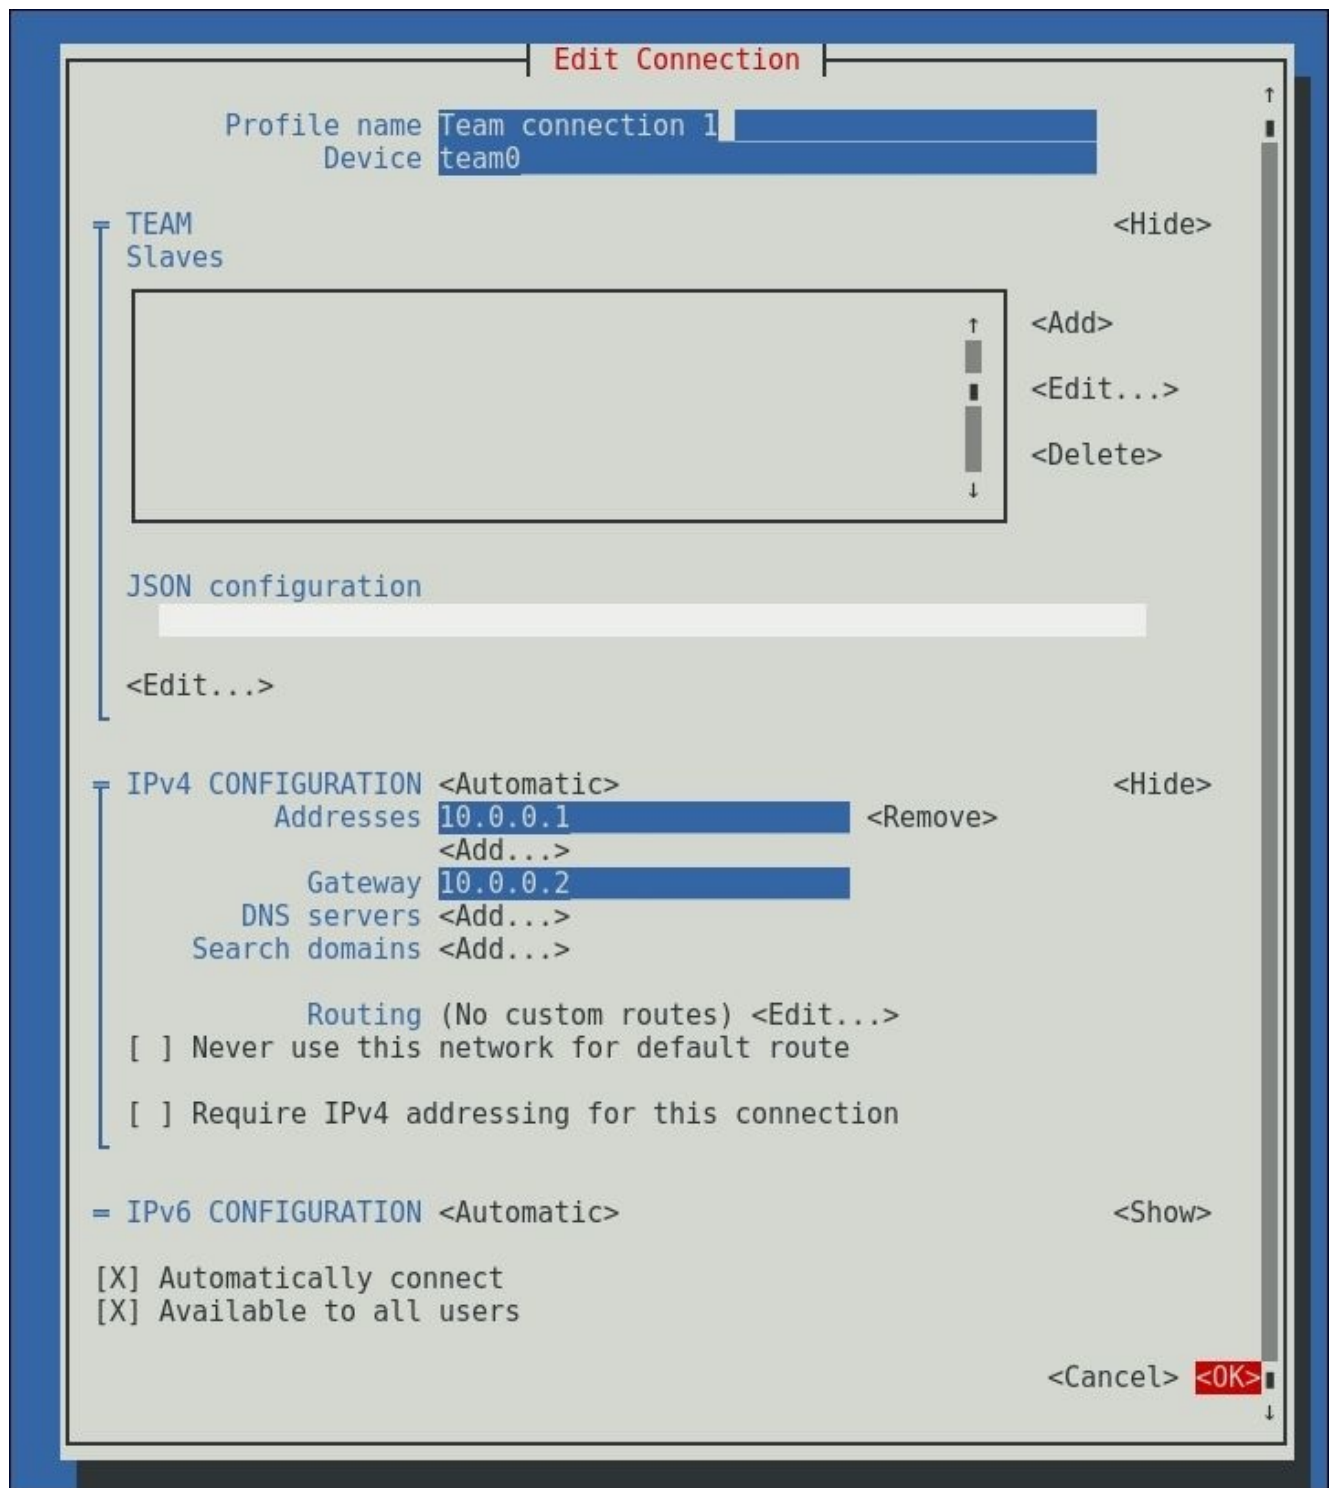 Edit Connection
Profile name Team connection 1
Device team0
TEAM <Hide>
Slaves
<Add>
<Edit...>
<Delete>
JSON configuration
<Edit...>
IPv4 CONFIGURATION <Automatic> <Hide>
Addresses 10.0.0.1 <Remove>
<Add...>
Gateway 10.0.0.2
DNS servers <Add...>
Search domains <Add...>
Routing (No custom routes) <Edit...>
[ ] Never use this network for default route
[ ] Require IPv4 addressing for this connection
IPv6 CONFIGURATION <Automatic> <Show>
[X] Automatically connect
[X] Available to all users
<Cancel> <OK>